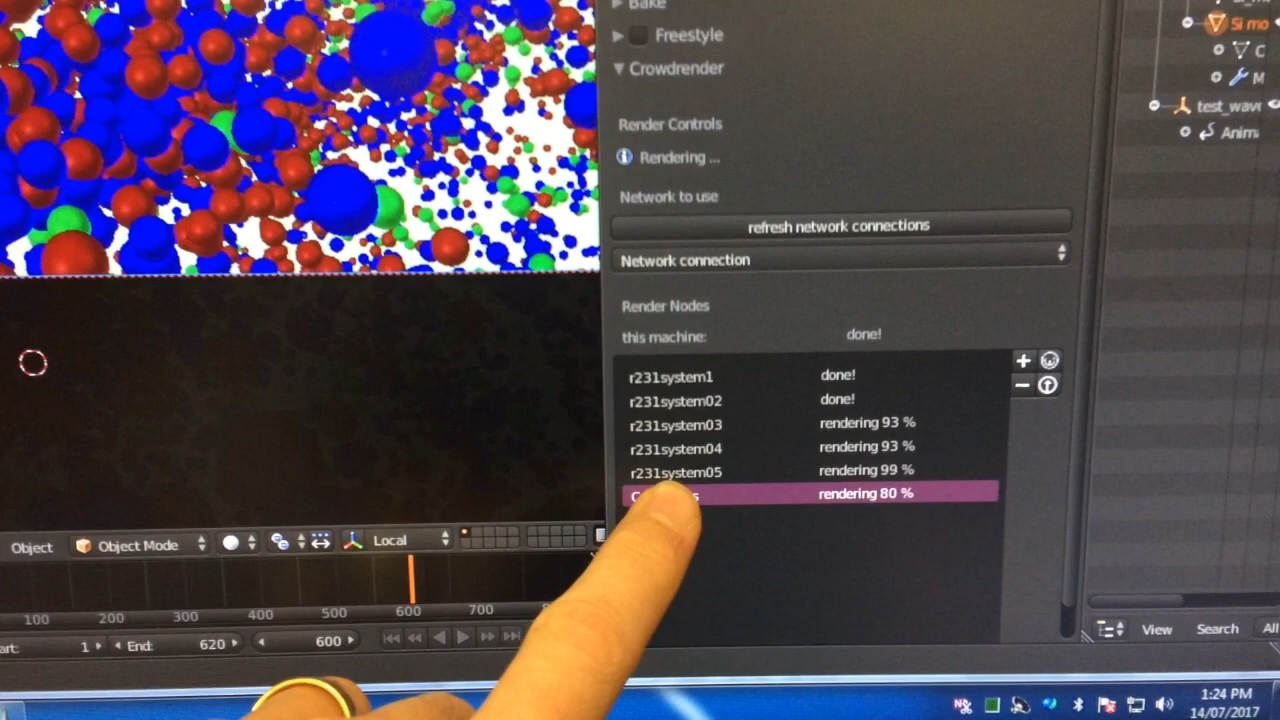 Bake
Freestyle
Crowdrender
Render Controls
Rendering ...
Network to use
refresh network connections
Network connection
Render Nodes
this machine: done!
r231system1 done!
r231system02 done!
r231system03 rendering 93 %
r231system04 rendering 93 %
r231system05 rendering 99 %
rendering 80 %
Si mo
C
M
test_wave
Anim
Object Object Mode Local
100 200 300 400 500 600 700
art: 1 End: 620 600
View Search All
1:24 PM
14/07/2017